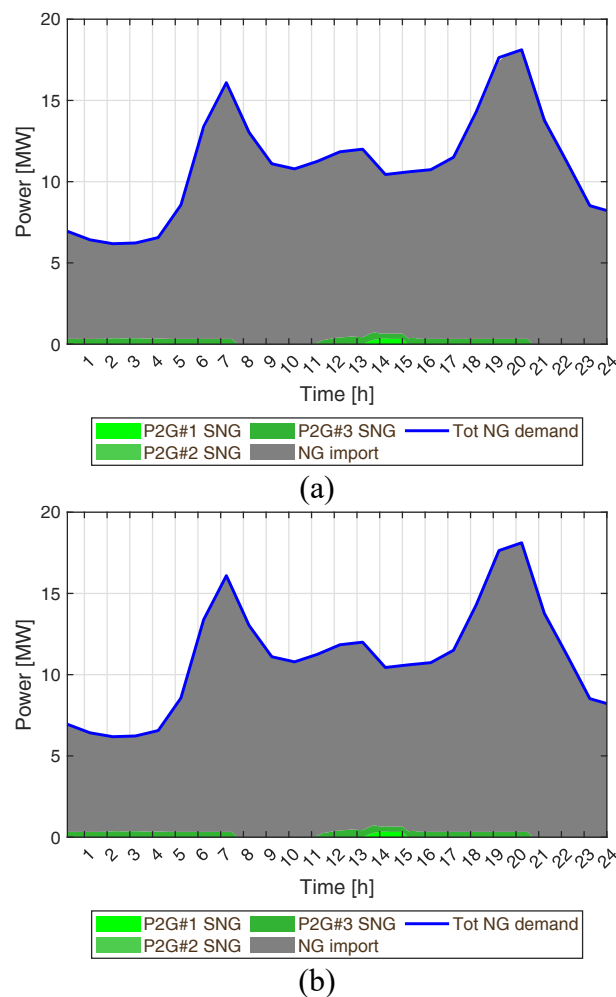 20
15
10
5
0
Power [MW]
1 2 3 4 5 6 7 8 9 10 11 12 13 14 15 16 17 18 19 20 21 22 23 24
Time [h]
P2G#1 SNG P2G#3 SNG Tot NG demand
P2G#2 SNG NG import
(a)
20
15
10
5
0
Power [MW]
1 2 3 4 5 6 7 8 9 10 11 12 13 14 15 16 17 18 19 20 21 22 23 24
Time [h]
P2G#1 SNG P2G#3 SNG Tot NG demand
P2G#2 SNG NG import
(b)